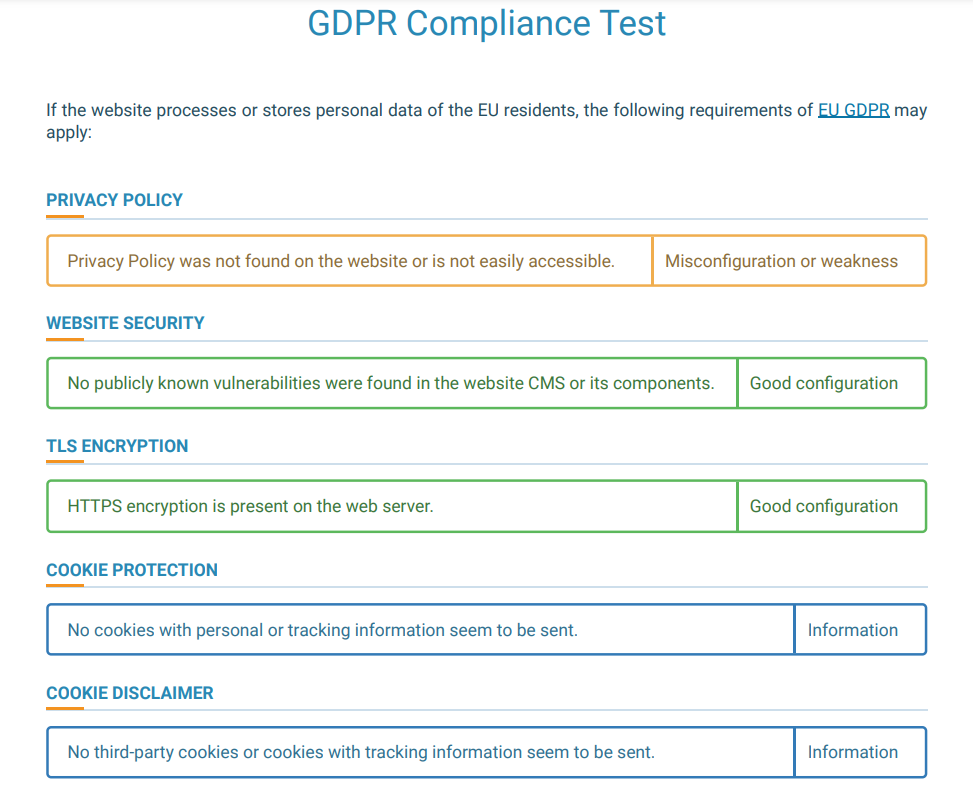 GDPR Compliance Test
If the website processes or stores personal data of the EU residents, the following requirements of EU GDPR may
apply:
PRIVACY POLICY
Privacy Policy was not found on the website or is not easily accessible. Misconfiguration or weakness
WEBSITE SECURITY
No publicly known vulnerabilities were found in the website CMS or its components. Good configuration
TLS ENCRYPTION
HTTPS encryption is present on the web server. Good configuration
COOKIE PROTECTION
No cookies with personal or tracking information seem to be sent. Information
COOKIE DISCLAIMER
No third-party cookies or cookies with tracking information seem to be sent. Information